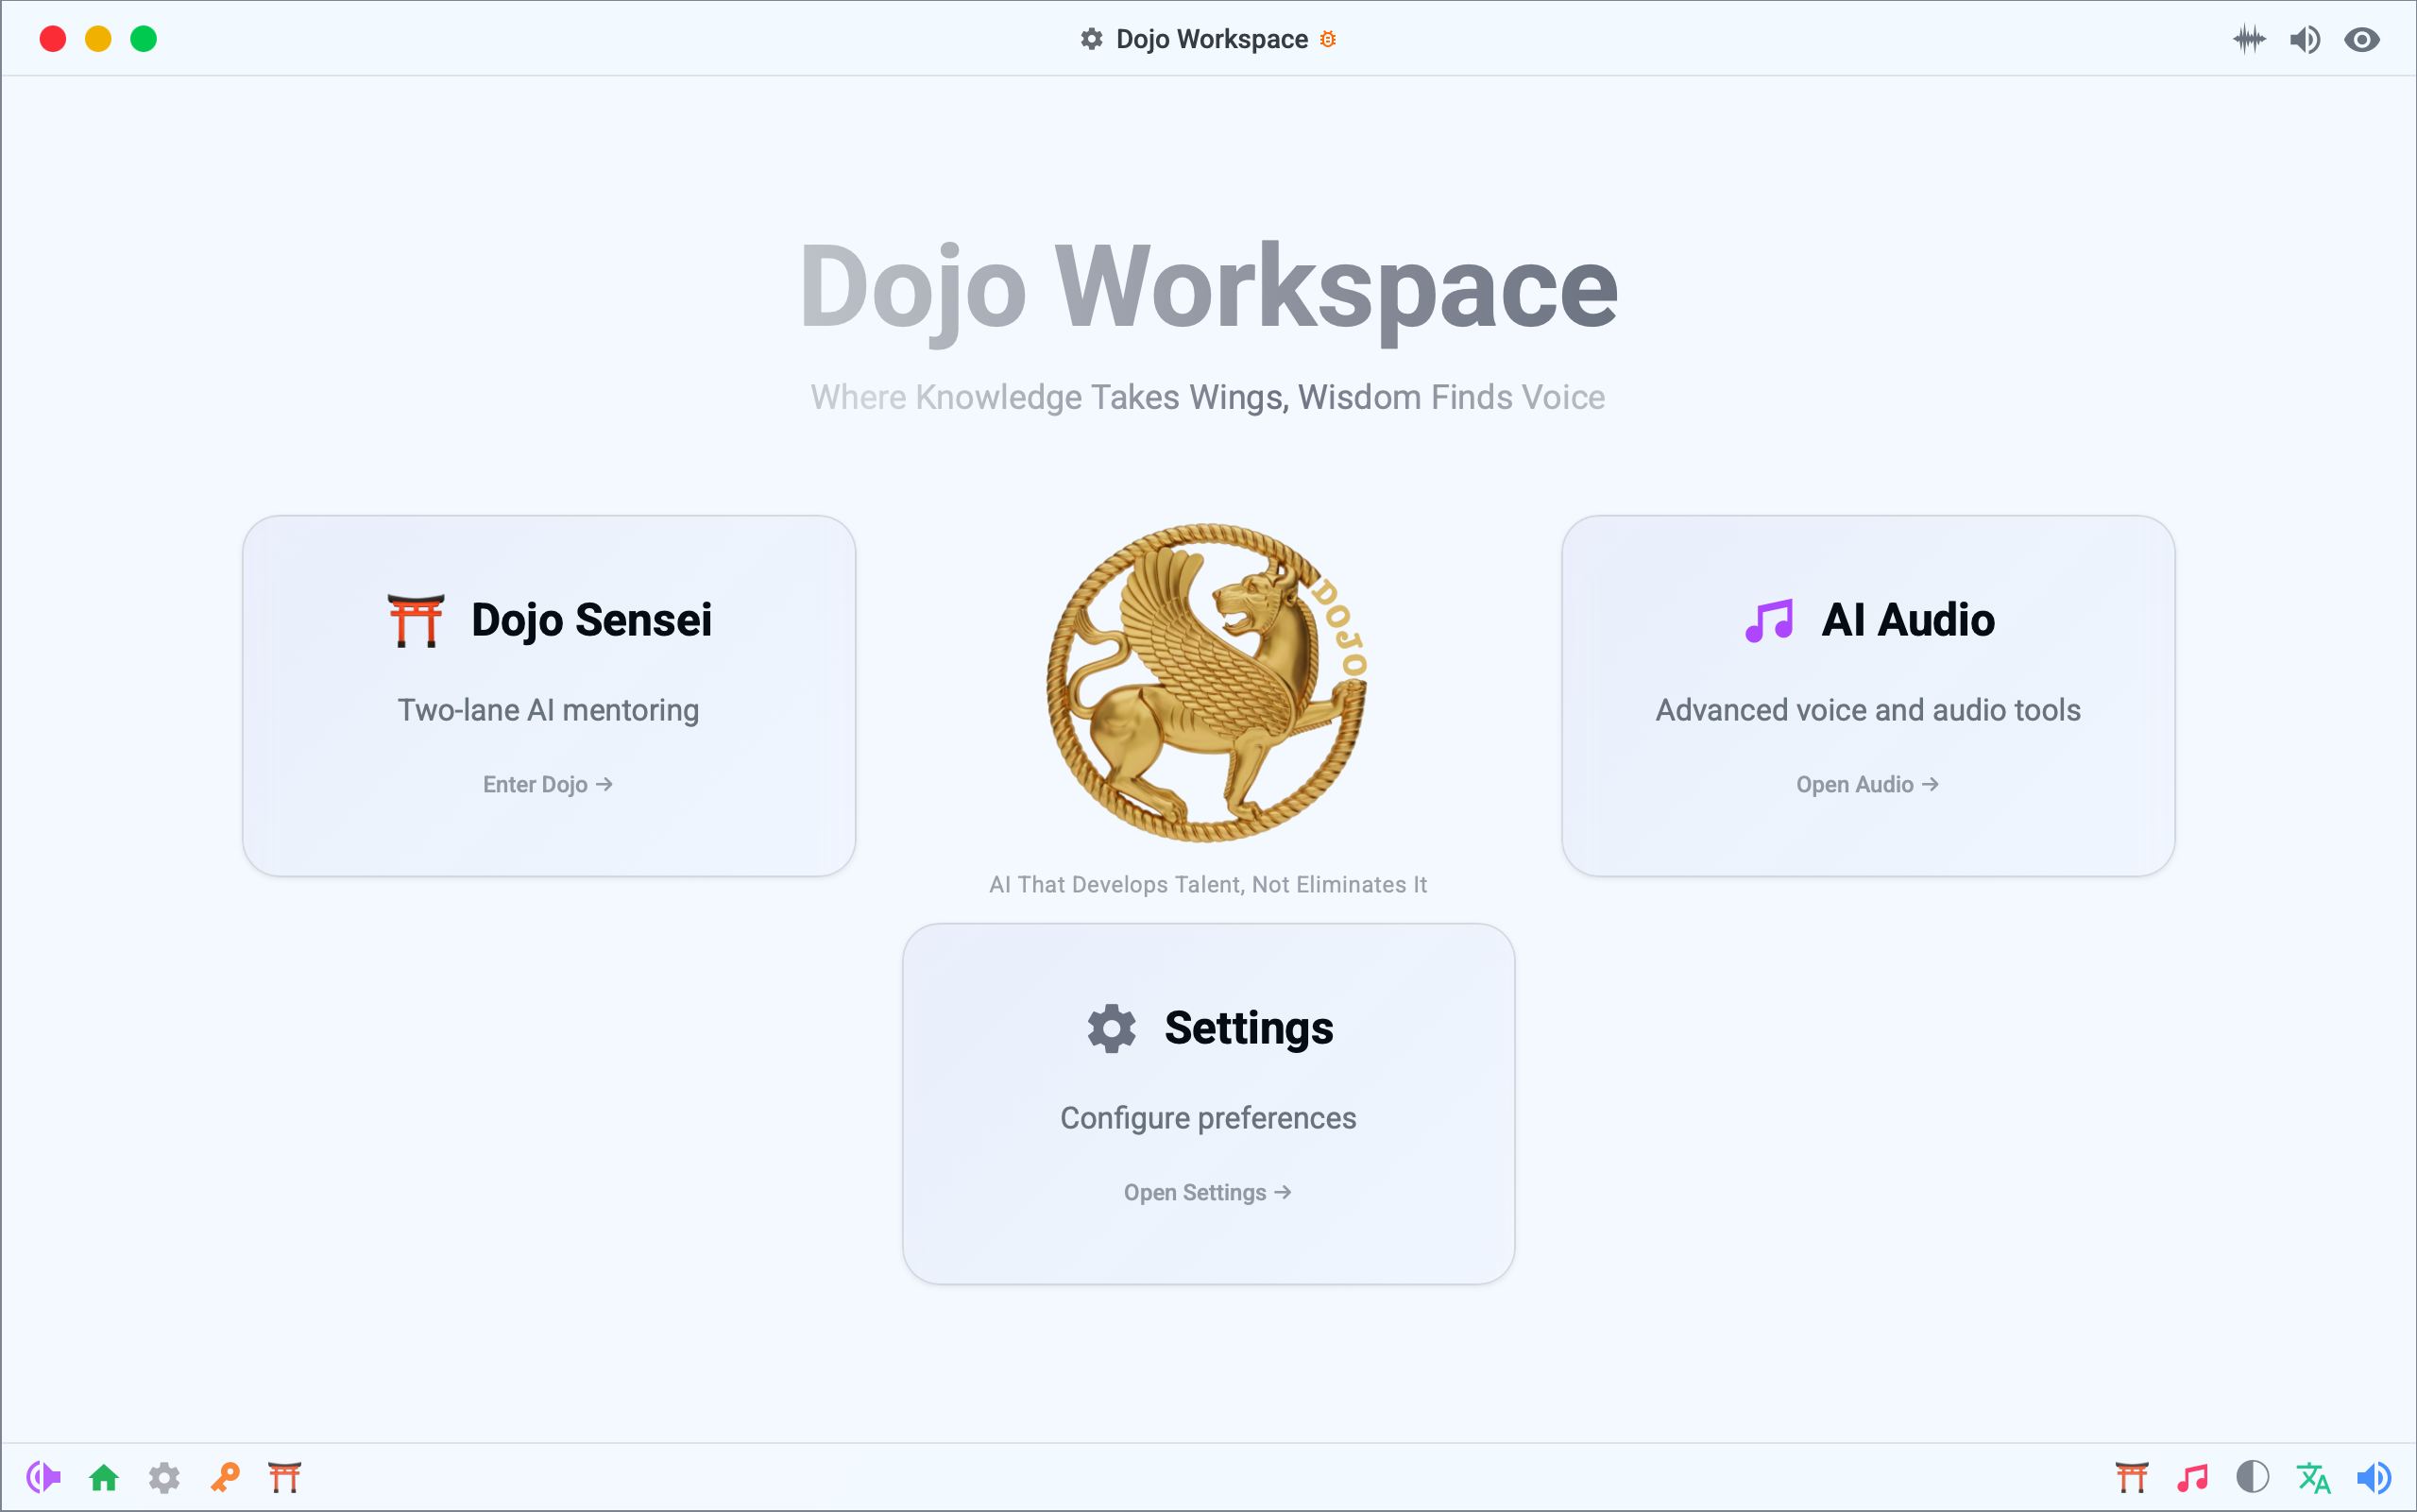 Dojo Workspace
Dojo Workspace
Where Knowledge Takes Wings, Wisdom Finds Voice
Dojo Sensei
Two-lane AI mentoring
Enter Dojo →
DOJO
AI That Develops Talent, Not Eliminates It
AI Audio
Advanced voice and audio tools
Open Audio →
Settings
Configure preferences
Open Settings →